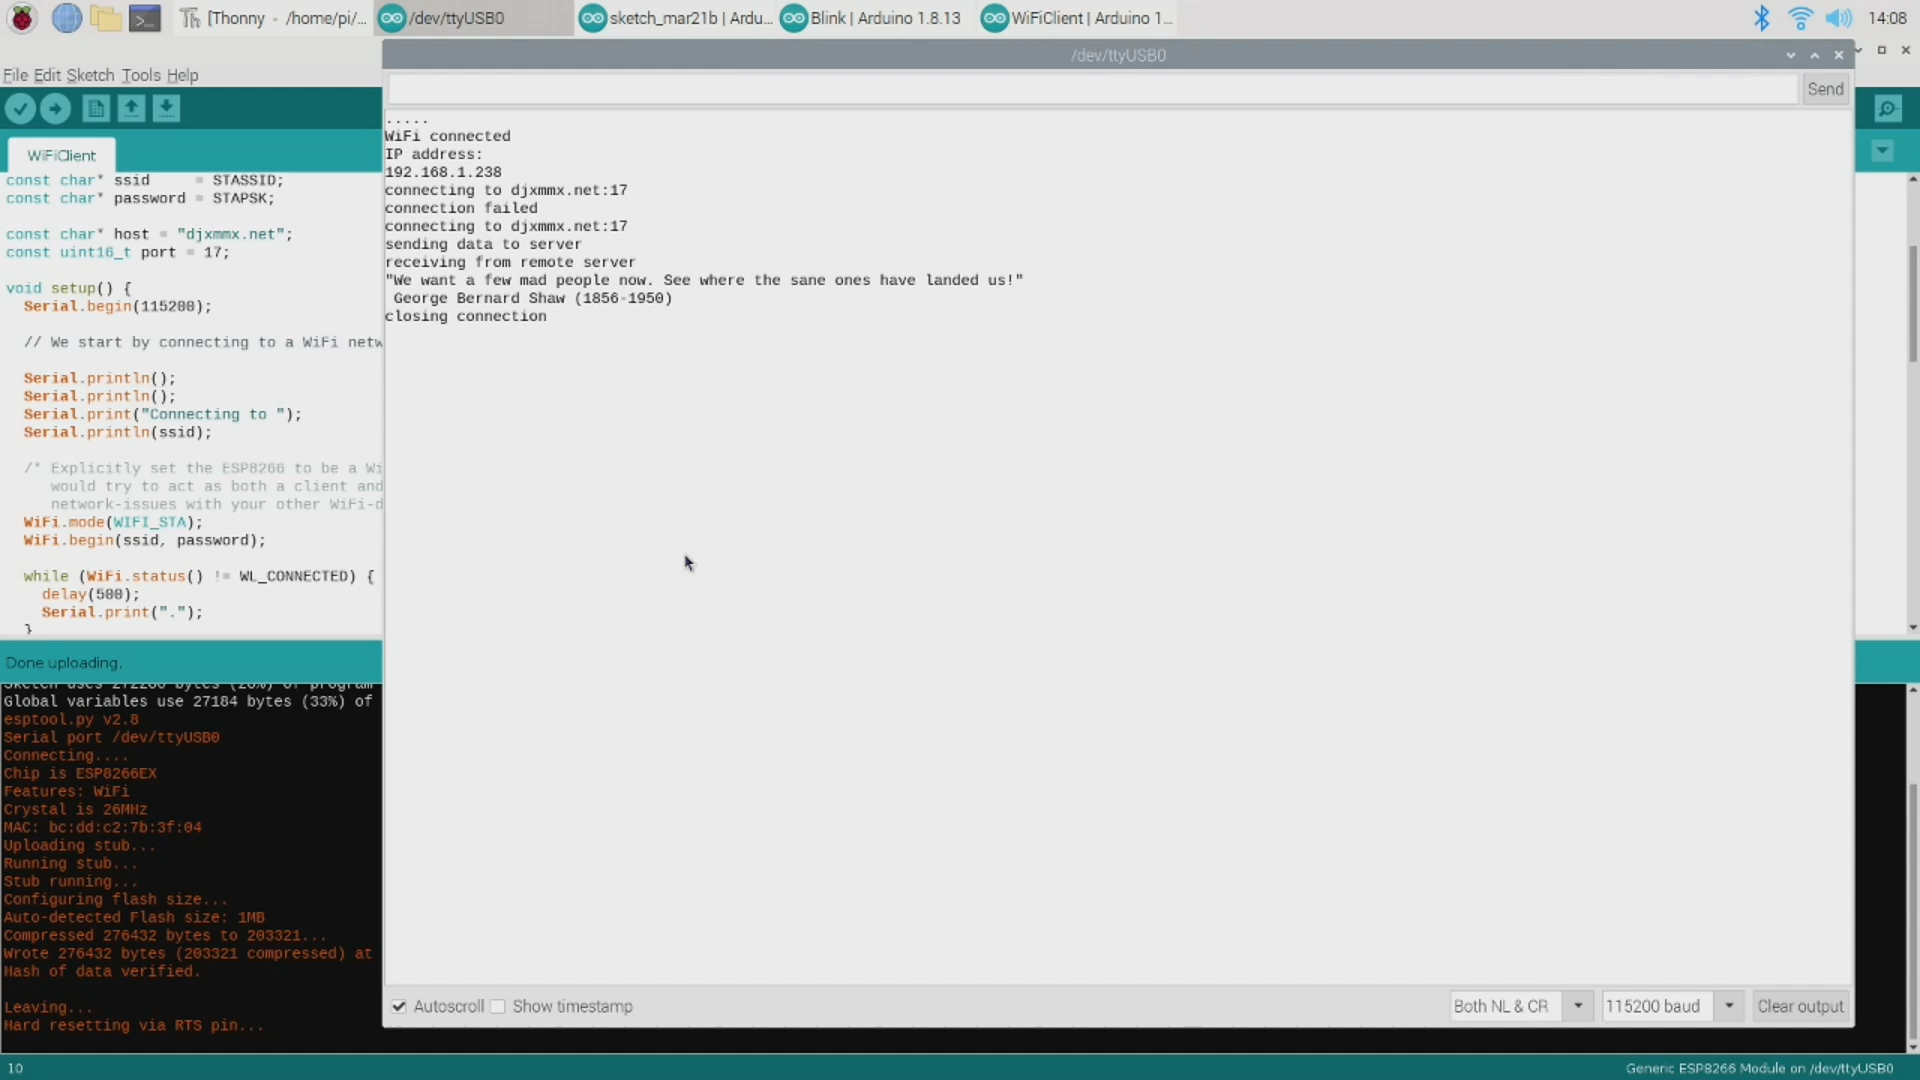 [Thonny - /home/pi/...
/dev/ttyUSB0
sketch_mar21b | Ardu...
Blink | Arduino 1.8.13
WiFiClient | Arduino 1...
14:08
/dev/ttyUSB0
File Edit Sketch Tools Help
Send
WiFiClient
const char* ssid     = STASSID;
const char* password = STAPSK;
const char* host = "djxmmx.net";
const uint16_t port = 17;
void setup() {
Serial.begin(115200);
// We start by connecting to a WiFi netw
Serial.println();
Serial.println();
Serial.print("Connecting to ");
Serial.println(ssid);
/* Explicitly set the ESP8266 to be a Wi
would try to act as both a client and
network-issues with your other WiFi-d
WiFi.mode(WIFI_STA);
WiFi.begin(ssid, password);
while (WiFi.status() != WL_CONNECTED) {
delay(500);
Serial.print(".");
}
.....
WiFi connected
IP address:
192.168.1.238
connecting to djxmmx.net:17
connection failed
connecting to djxmmx.net:17
sending data to server
receiving from remote server
"We want a few mad people now. See where the sane ones have landed us!"
George Bernard Shaw (1856-1950)
closing connection
Done uploading.
Global variables use 27184 bytes (33%) of
esptool.py v2.8
Serial port /dev/ttyUSB0
Connecting....
Chip is ESP8266EX
Features: WiFi
Crystal is 26MHz
MAC: bc:dd:c2:7b:3f:04
Uploading stub...
Running stub...
Stub running...
Configuring flash size...
Auto-detected Flash size: 1MB
Compressed 276432 bytes to 203321...
Wrote 276432 bytes (203321 compressed) at
Hash of data verified.
Leaving...
Hard resetting via RTS pin...
Autoscroll
Show timestamp
Both NL & CR
115200 baud
Clear output
10
Generic ESP8266 Module on /dev/ttyUSB0